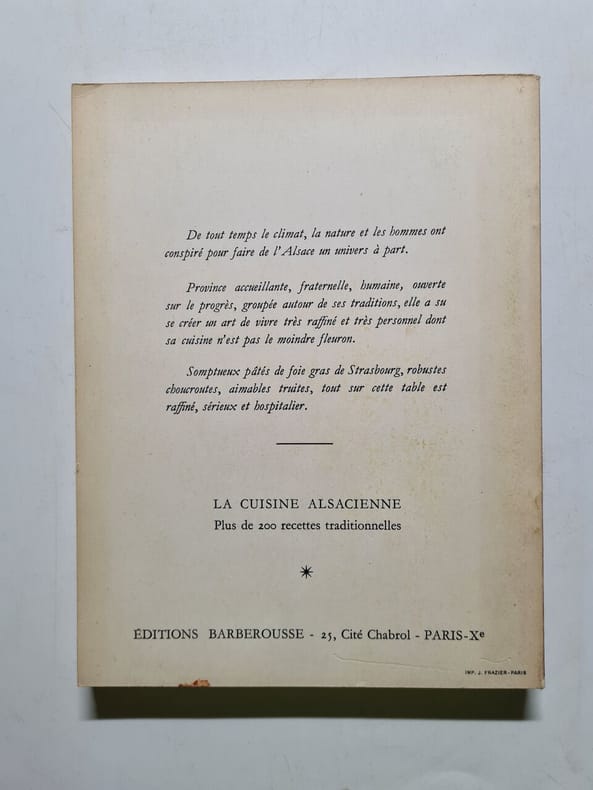 De tout temps le climat, la nature et les hommes ont
conspiré pour faire de l'Alsace un univers à part.
Province accueillante, fraternelle, humaine, ouverte
sur le progrès, groupée autour de ses traditions, elle a su
se créer un art de vivre très raffiné et très personnel dont
sa cuisine n'est pas le moindre fleuron.
Somptueux pâtés de foie gras de Strasbourg, robustes
choucroutes, aimables truites, tout sur cette table est
raffiné, sérieux et hospitalier.
LA CUISINE ALSACIENNE
Plus de 200 recettes traditionnelles
ÉDITIONS BARBEROUSSE - 25, Cité Chabrol - PARIS-Xe
IMP. J. FRAZIER-PARIS